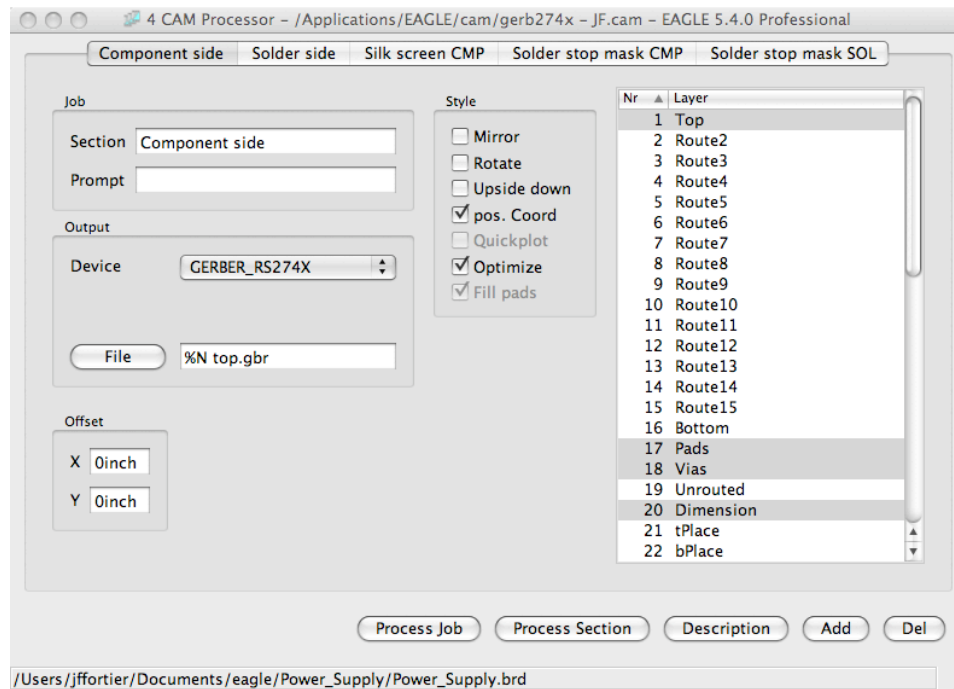 4 CAM Processor - /Applications/EAGLE/cam/gerb274x - JF.cam - EAGLE 5.4.0 Professional
Component side Solder side Silk screen CMP Solder stop mask CMP Solder stop mask SOL
Job
Section Component side
Prompt
Output
Device GERBER_RS274X
File %N top.gbr
Offset
X 0inch
Y 0inch
Style
Mirror
Rotate
Upside down
pos. Coord
Quickplot
Optimize
Fill pads
Nr Layer
1 Top
2 Route2
3 Route3
4 Route4
5 Route5
6 Route6
7 Route7
8 Route8
9 Route9
10 Route10
11 Route11
12 Route12
13 Route13
14 Route14
15 Route15
16 Bottom
17 Pads
18 Vias
19 Unrouted
20 Dimension
21 tPlace
22 bPlace
Process Job Process Section Description Add Del
/Users/jffortier/Documents/eagle/Power_Supply/Power_Supply.brd